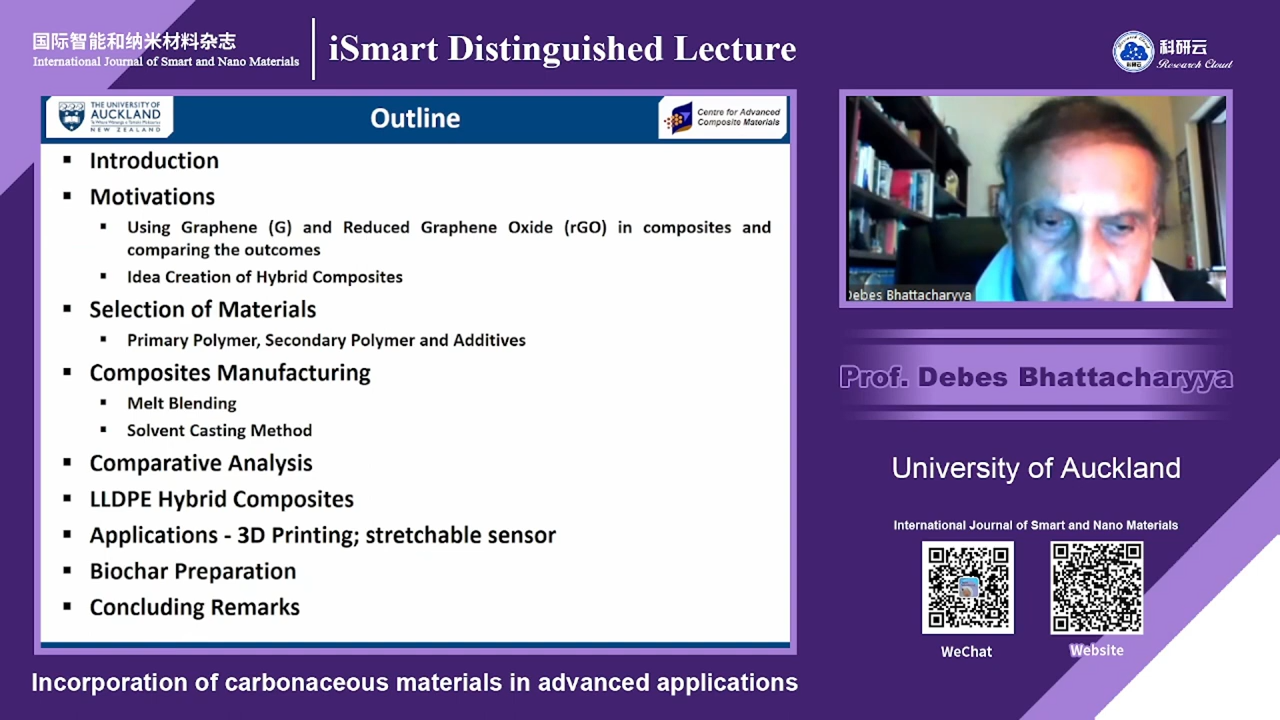 国际智能和纳米材料杂志
International Journal of Smart and Nano Materials
iSmart Distinguished Lecture
科研云
科研云
Research Cloud
THE UNIVERSITY OF
AUCKLAND
NEW ZEALAND
Outline
Centre for Advanced
Composite Materials
▪ Introduction
▪ Motivations
▪ Using Graphene (G) and Reduced Graphene Oxide (rGO) in composites and
comparing the outcomes
▪ Idea Creation of Hybrid Composites
▪ Selection of Materials
▪ Primary Polymer, Secondary Polymer and Additives
▪ Composites Manufacturing
▪ Melt Blending
▪ Solvent Casting Method
▪ Comparative Analysis
▪ LLDPE Hybrid Composites
▪ Applications - 3D Printing; stretchable sensor
▪ Biochar Preparation
▪ Concluding Remarks
Debes Bhattacharyya
Prof. Debes Bhattacharyya
University of Auckland
International Journal of Smart and Nano Materials
WeChat
Website
Incorporation of carbonaceous materials in advanced applications